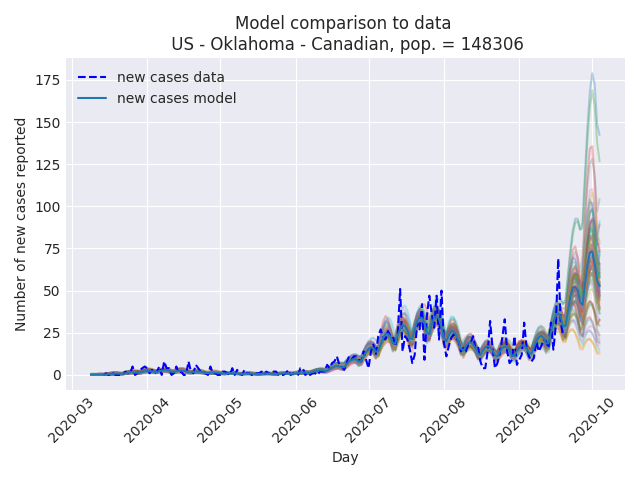 Model comparison to data
US - Oklahoma - Canadian, pop. = 148306
new cases data
new cases model
Number of new cases reported
175
150
125
100
75
50
25
0
2020-03
2020-04
2020-05
2020-06
2020-07
2020-08
2020-09
2020-10
Day